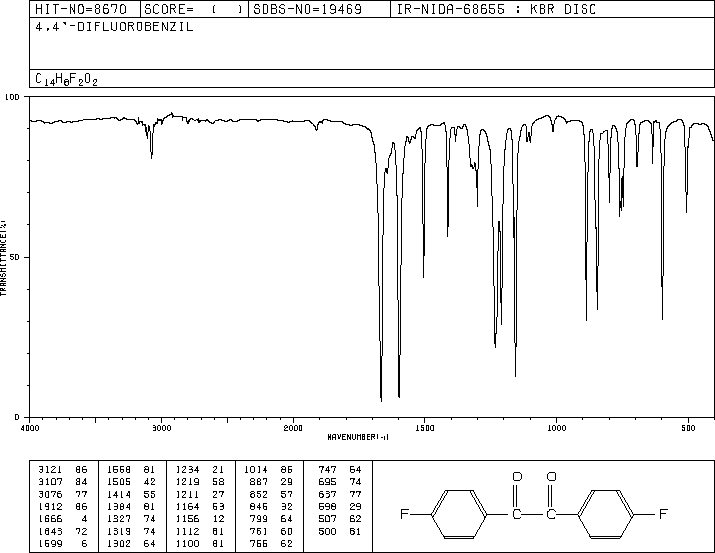 HIT-NO=8670 SCORE= ( ) SDBS-NO=19469 IR-NIDA-68655 : KBR DISC
4,4'-DIFLUOROBENZIL
C14H8F2O2
100
50
0
TRANSMITTANCE(%)
4000 3000 2000 1500 1000 500
WAVENUMBER(-1)
3121 86 1558 81 1234 21 1014 86 747 64
3107 84 1505 42 1219 58 887 29 695 74
3076 77 1414 55 1211 27 852 57 637 77
1912 86 1384 81 1164 63 845 32 598 29
1666 4 1327 74 1156 12 799 64 507 62
1643 72 1319 74 1112 81 761 60 500 81
1599 6 1302 64 1100 81 755 62
O O
F C C F